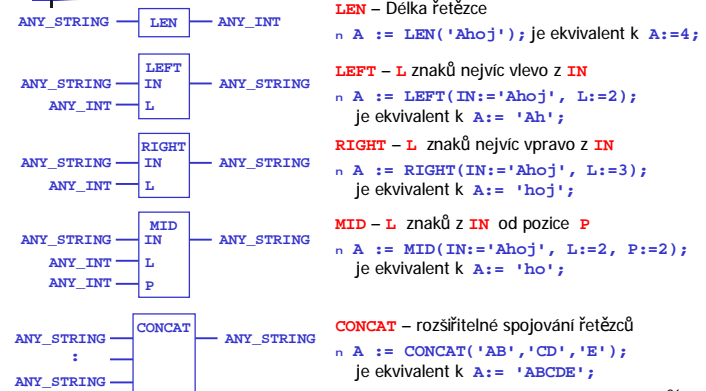 ANY_STRING LEN ANY_INT
LEN – Délka řetězce
n A := LEN('Ahoj'); je ekvivalent k A:=4;
LEFT
ANY_STRING IN ANY_STRING
ANY_INT L
LEFT – L znaků nejvíc vlevo z IN
n A := LEFT(IN:='Ahoj', L:=2);
je ekvivalent k A:= 'Ah';
RIGHT
ANY_STRING IN ANY_STRING
ANY_INT L
RIGHT – L znaků nejvíc vpravo z IN
n A := RIGHT(IN:='Ahoj', L:=3);
je ekvivalent k A:= 'hoj';
MID
ANY_STRING IN ANY_STRING
ANY_INT L
ANY_INT P
MID – L znaků z IN od pozice P
n A := MID(IN:='Ahoj', L:=2, P:=2);
je ekvivalent k A:= 'ho';
CONCAT
ANY_STRING ANY_STRING
:
ANY_STRING
CONCAT – rozšiřitelné spojování řetězců
n A := CONCAT('AB','CD','E');
je ekvivalent k A:= 'ABCDE';